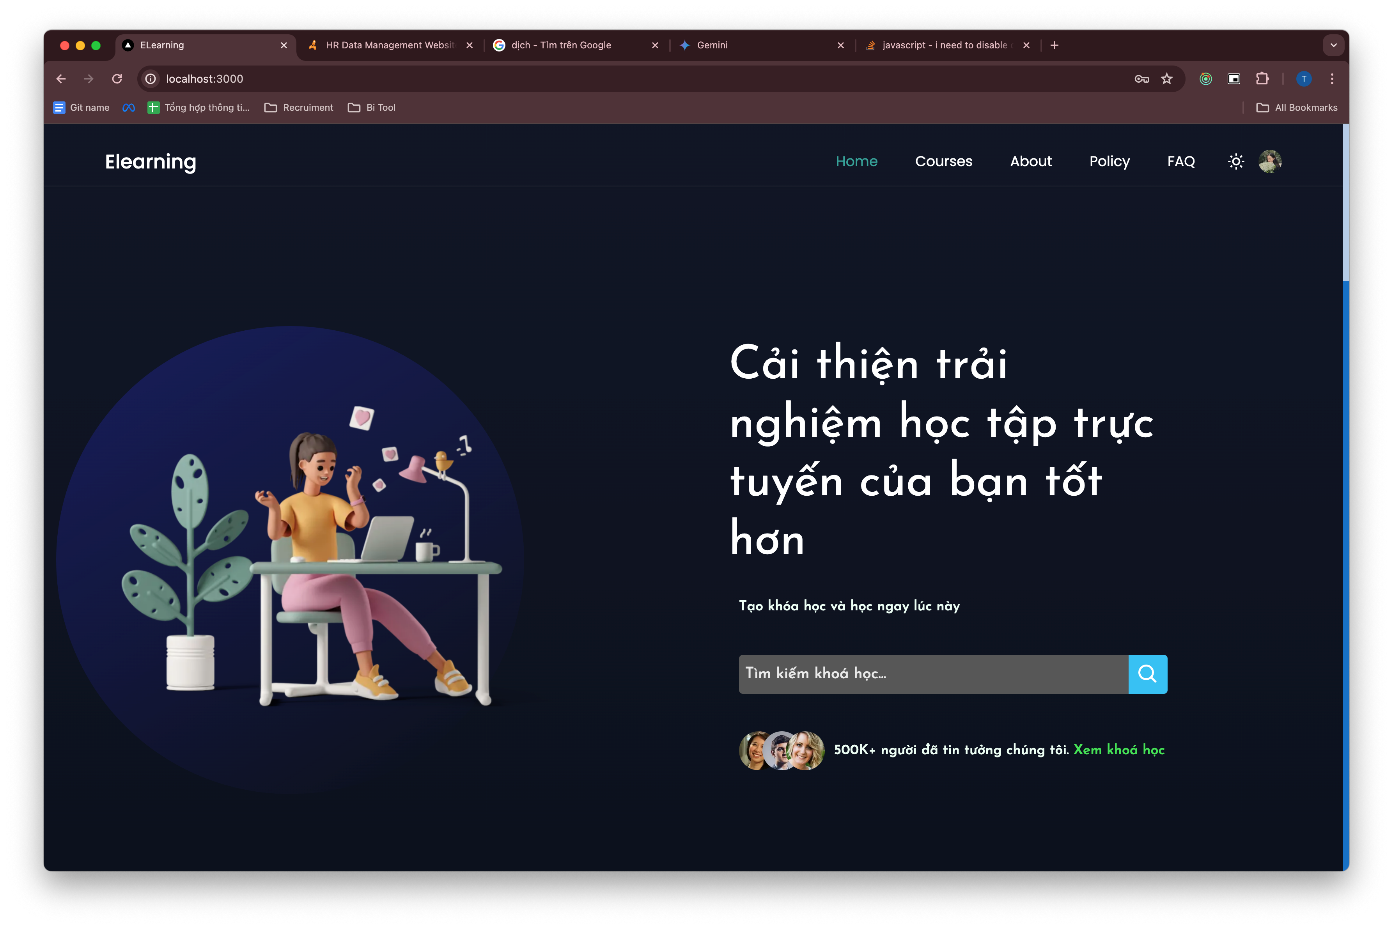 ELearning
HR Data Management Websit
dịch - Tìm trên Google
Gemini
javascript - i need to disable
localhost:3000
T
Git name
Tổng hợp thông ti...
Recruiment
Bi Tool
All Bookmarks
Elearning
Home
Courses
About
Policy
FAQ
Cải thiện trải
nghiệm học tập trực
tuyến của bạn tốt
hơn
Tạo khóa học và học ngay lúc này
Tìm kiếm khoá học...
500K+ người đã tin tưởng chúng tôi. Xem khoá học